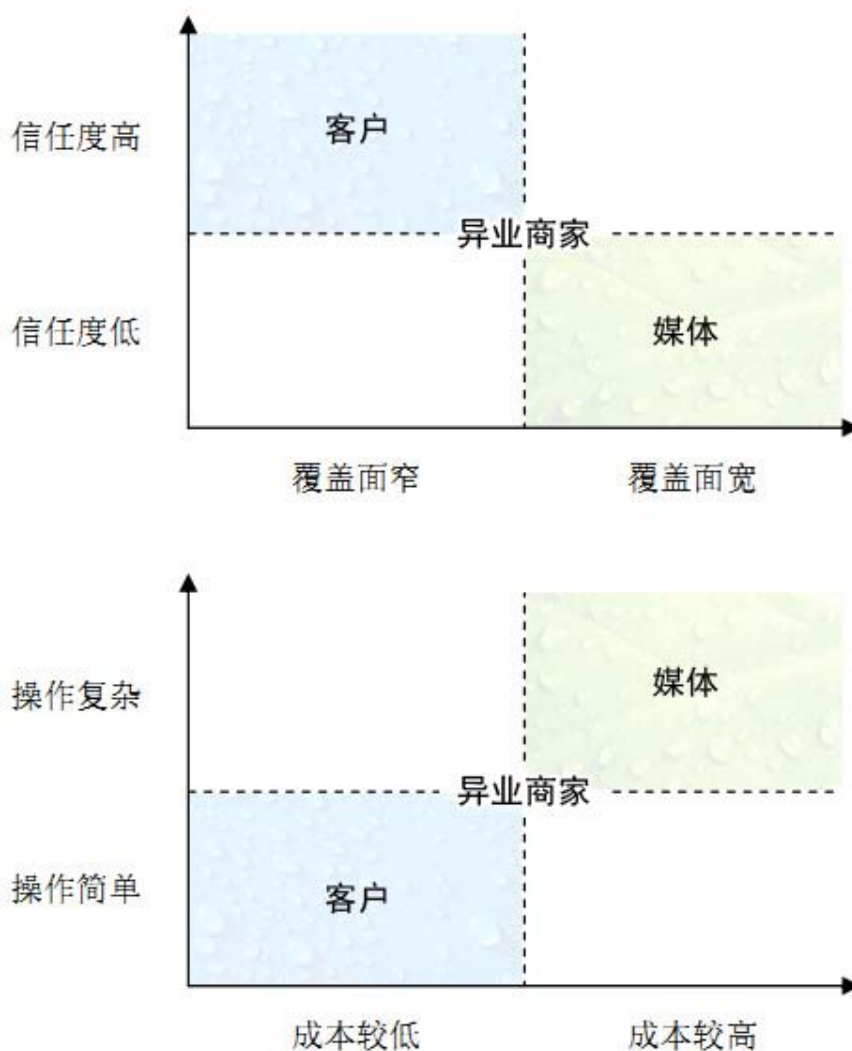 客户
信任度高
异业商家
信任度低
媒体
覆盖面窄 覆盖面宽
媒体
操作复杂
异业商家
操作简单
客户
成本较低 成本较高